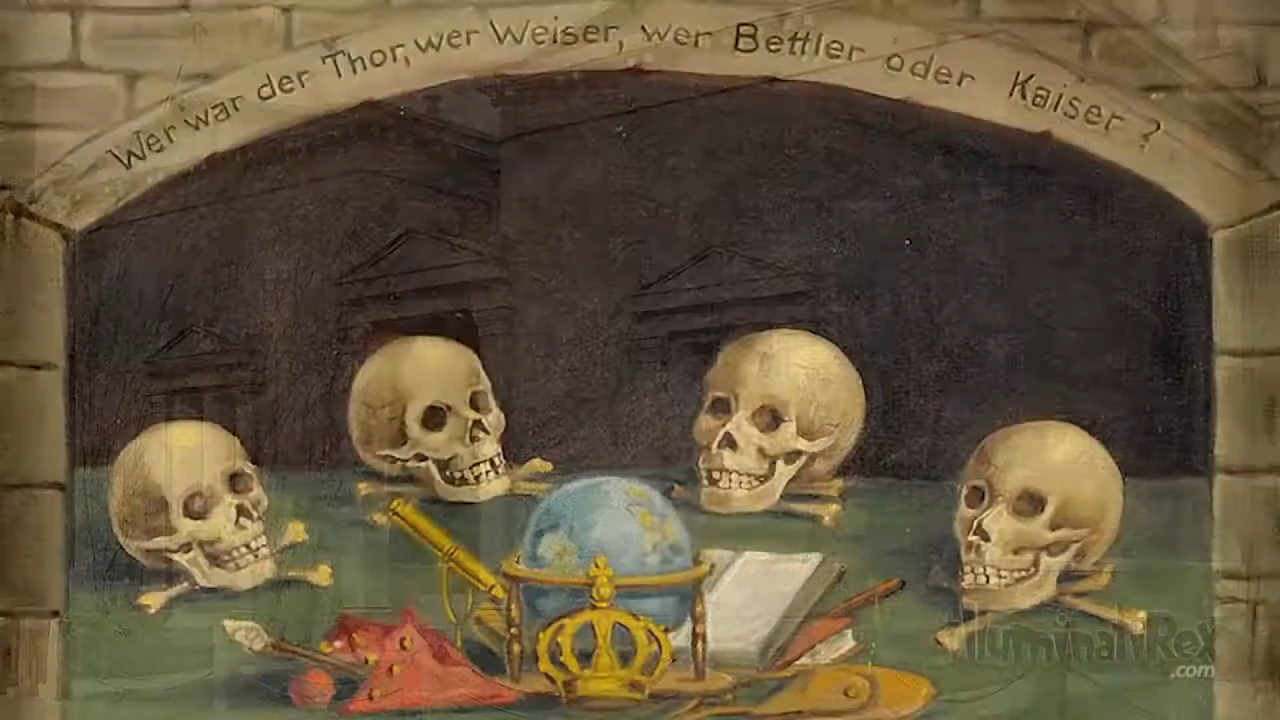 Wer war der Thor, wer Weiser, wer Bettler oder Kaiser ?
IlluminatiRex
.com